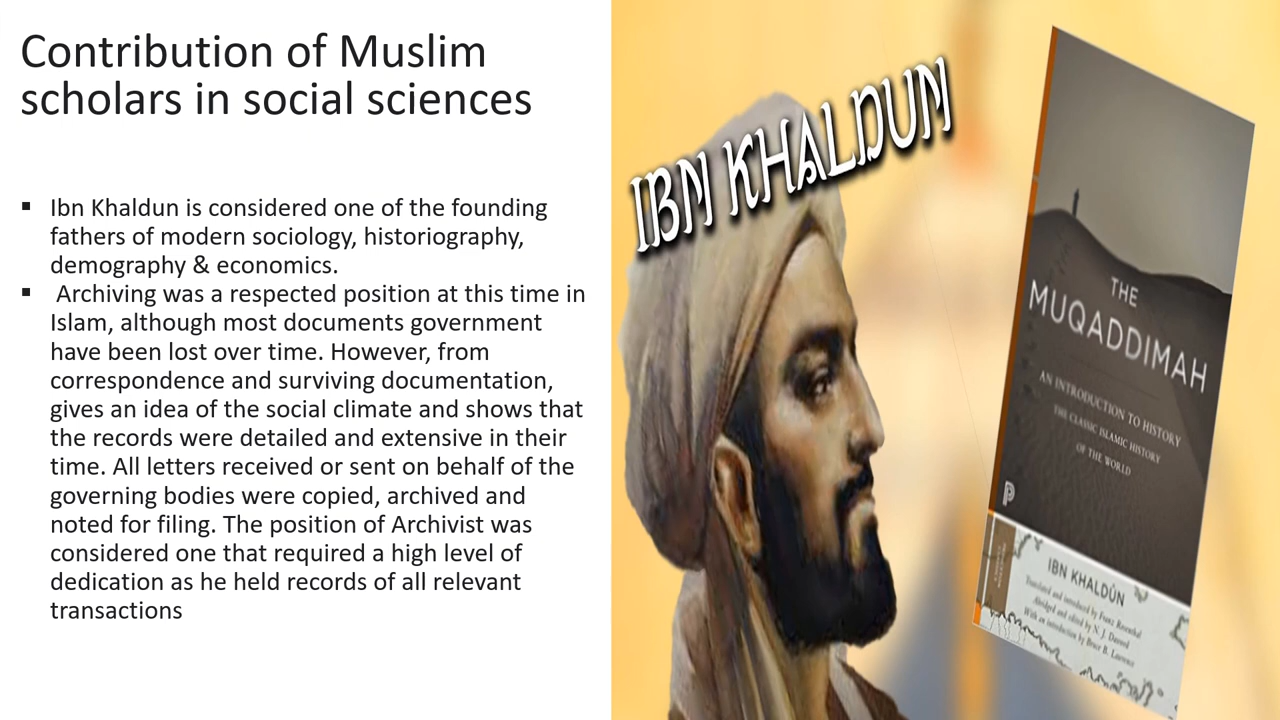 Contribution of Muslim
scholars in social sciences
▪ Ibn Khaldun is considered one of the founding
fathers of modern sociology, historiography,
demography & economics.
▪ Archiving was a respected position at this time in
Islam, although most documents government
have been lost over time. However, from
correspondence and surviving documentation,
gives an idea of the social climate and shows that
the records were detailed and extensive in their
time. All letters received or sent on behalf of the
governing bodies were copied, archived and
noted for filing. The position of Archivist was
considered one that required a high level of
dedication as he held records of all relevant
transactions
IBN KHALDUN
THE
MUQADDIMAH
AN INTRODUCTION TO HISTORY
THE CLASSIC ISLAMIC HISTORY
OF THE WORLD
P
IBN KHALDÛN
Translated and introduced by Franz Rosenthal
Abridged and edited by N. J. Dawood
With an introduction by Bruce B. Lawrence